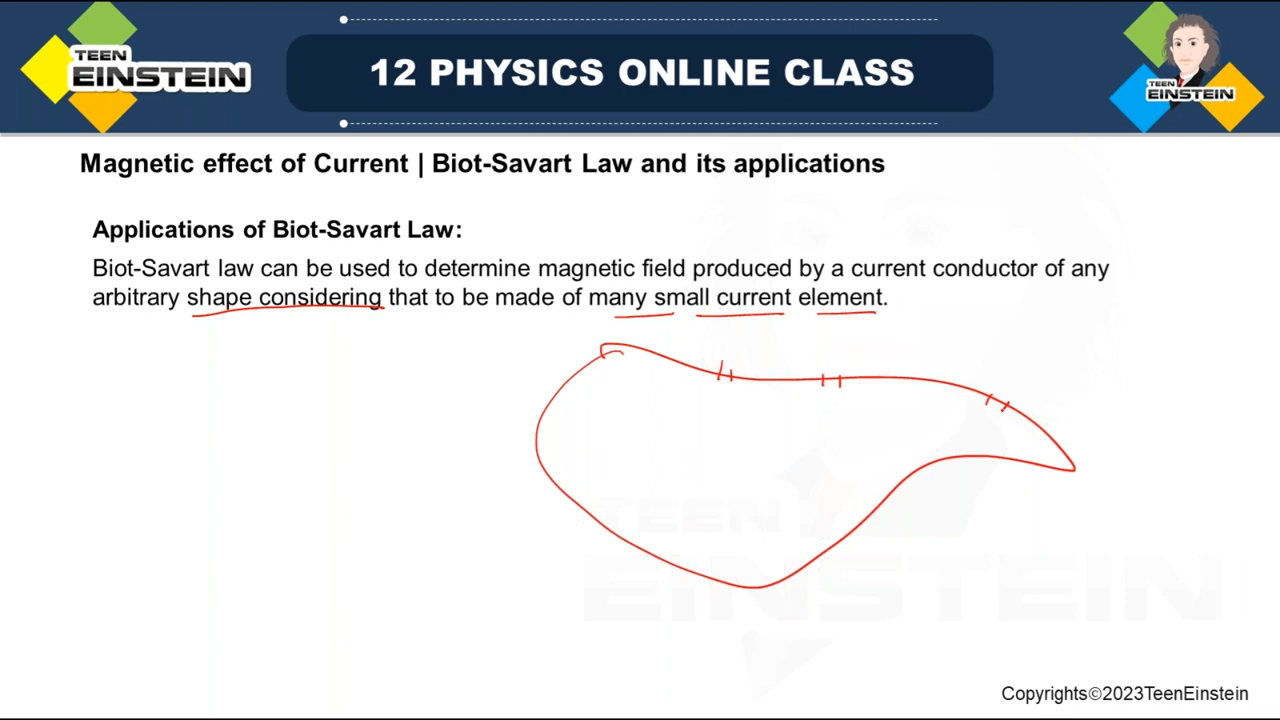 TEEN
EINSTEIN
12 PHYSICS ONLINE CLASS
TEEN
EINSTEIN
Magnetic effect of Current | Biot-Savart Law and its applications
Applications of Biot-Savart Law:
Biot-Savart law can be used to determine magnetic field produced by a current conductor of any
arbitrary shape considering that to be made of many small current element.
TEEN
EINSTEIN
Copyrights©2023TeenEinstein